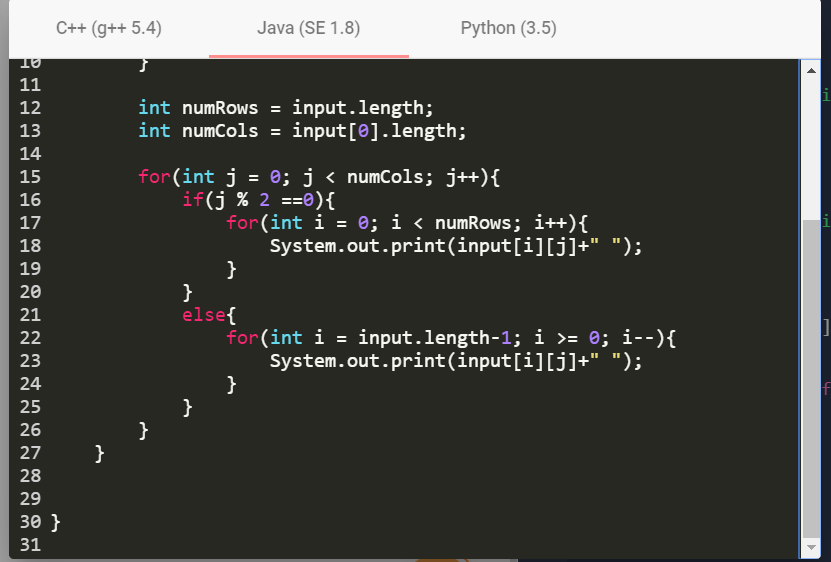 C++ (g++ 5.4) Java (SE 1.8) Python (3.5)
10         }
11
12         int numRows = input.length;
13         int numCols = input[0].length;
14
15         for(int j = 0; j < numCols; j++){
16             if(j % 2 ==0){
17                 for(int i = 0; i < numRows; i++){
18                     System.out.print(input[i][j]+" ");
19                 }
20             }
21             else{
22                 for(int i = input.length-1; i >= 0; i--){
23                     System.out.print(input[i][j]+" ");
24                 }
25             }
26         }
27     }
28
29
30 }
31